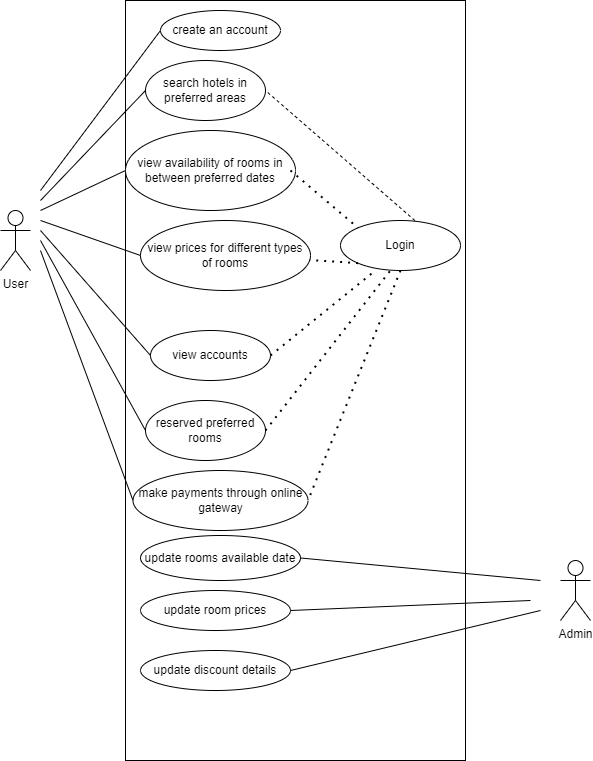 create an account
search hotels in
preferred areas
view availability of rooms in
between preferred dates
view prices for different types
of rooms
Login
User
view accounts
reserved preferred
rooms
make payments through online
gateway
update rooms available date
update room prices
Admin
update discount details